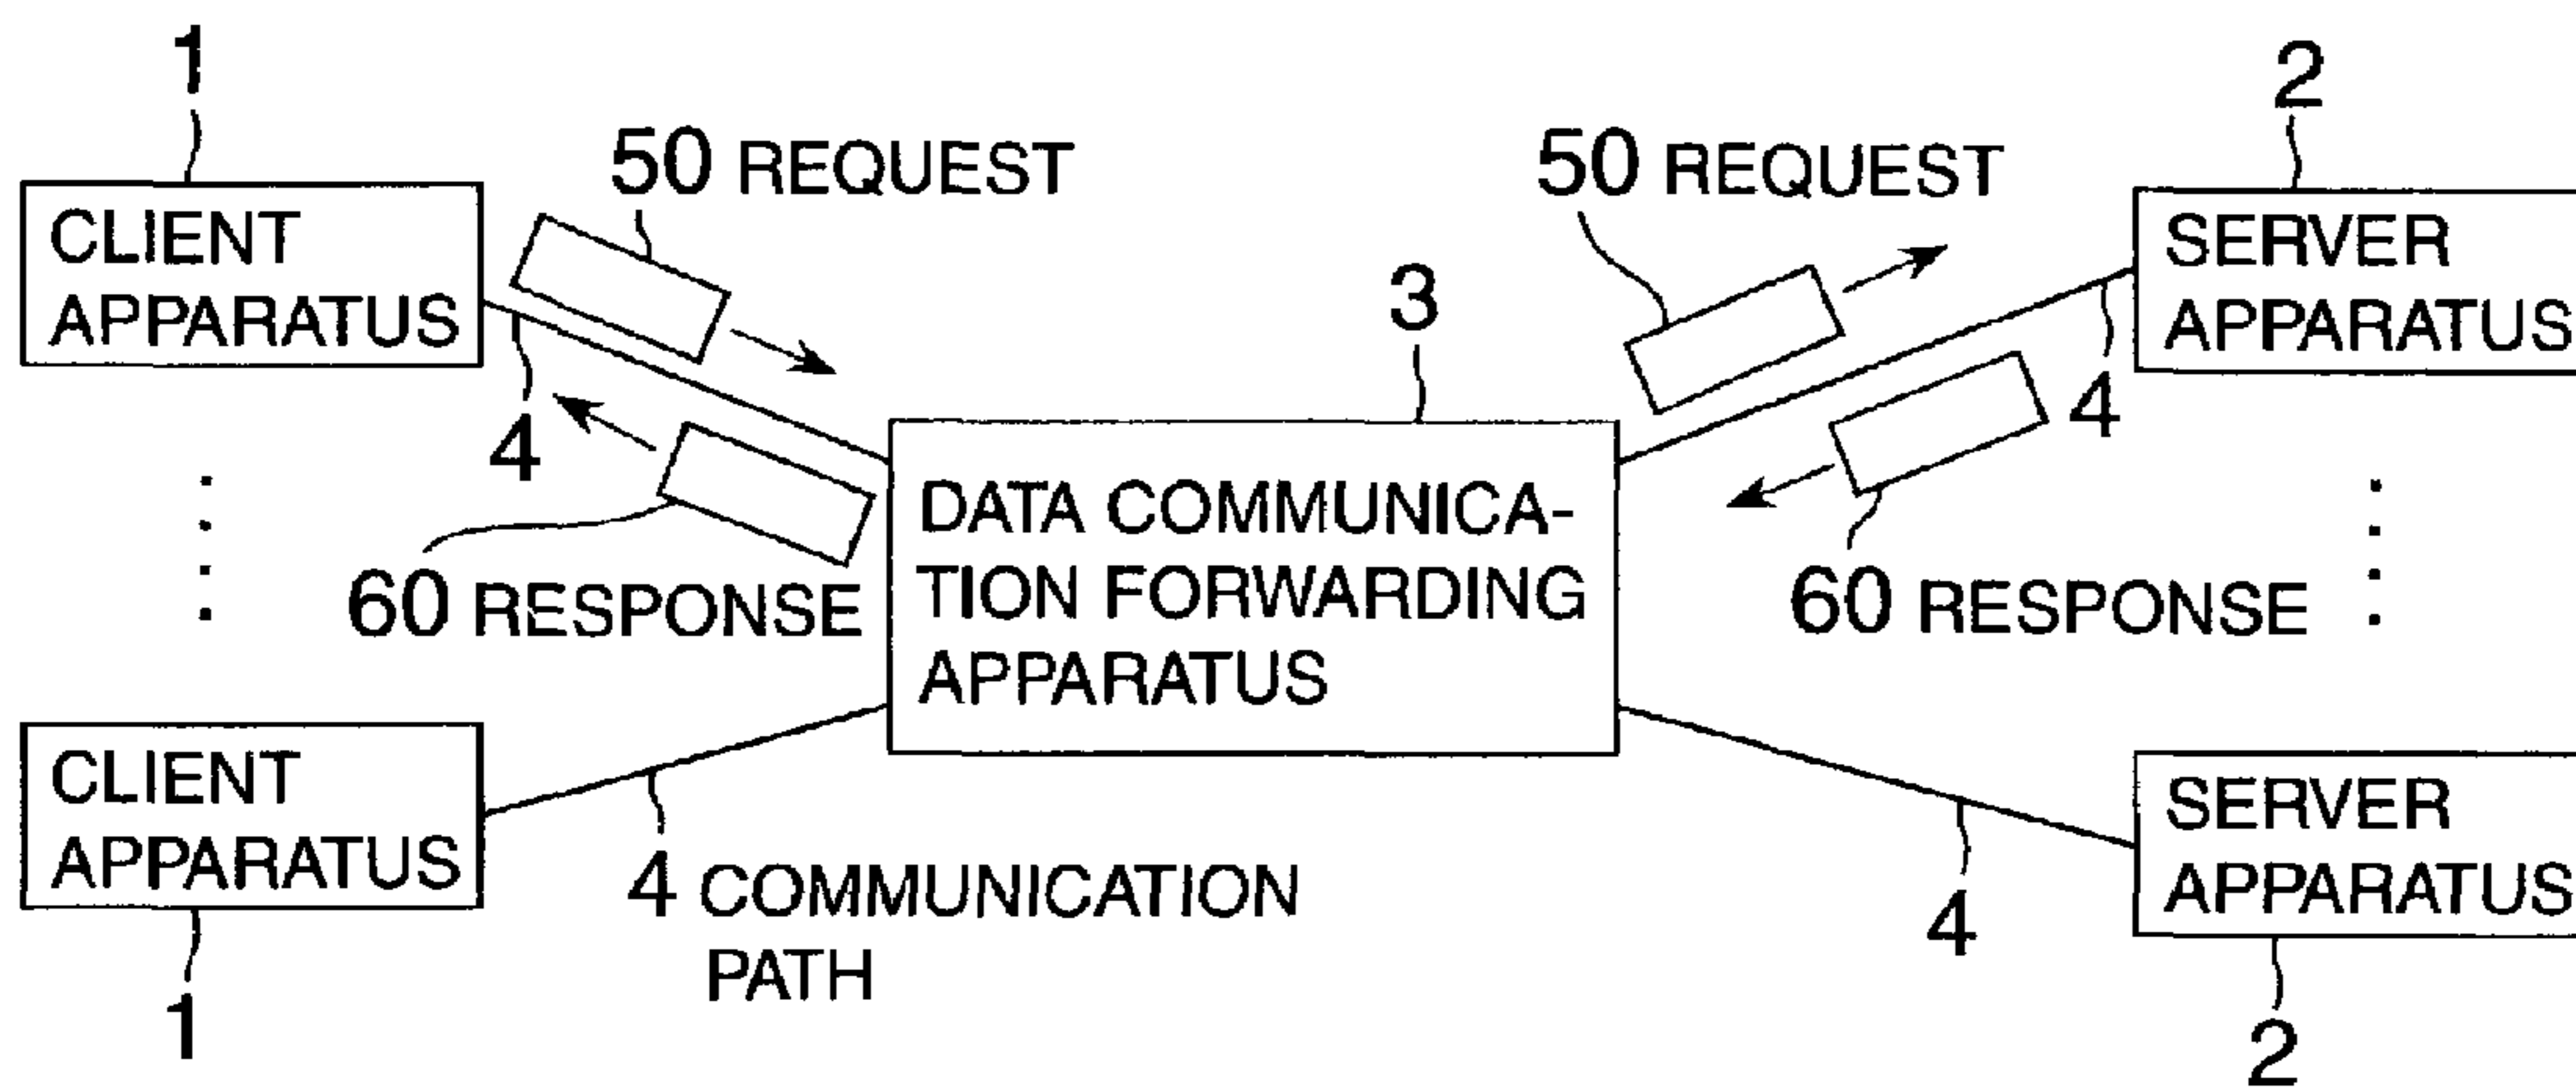 1
2
50 REQUEST
50 REQUEST
CLIENT
APPARATUS
SERVER
APPARATUS
3
4
4
DATA COMMUNICA-
TION FORWARDING
APPARATUS
60 RESPONSE
60 RESPONSE
CLIENT
APPARATUS
SERVER
APPARATUS
4 COMMUNICATION
PATH
4
1
2